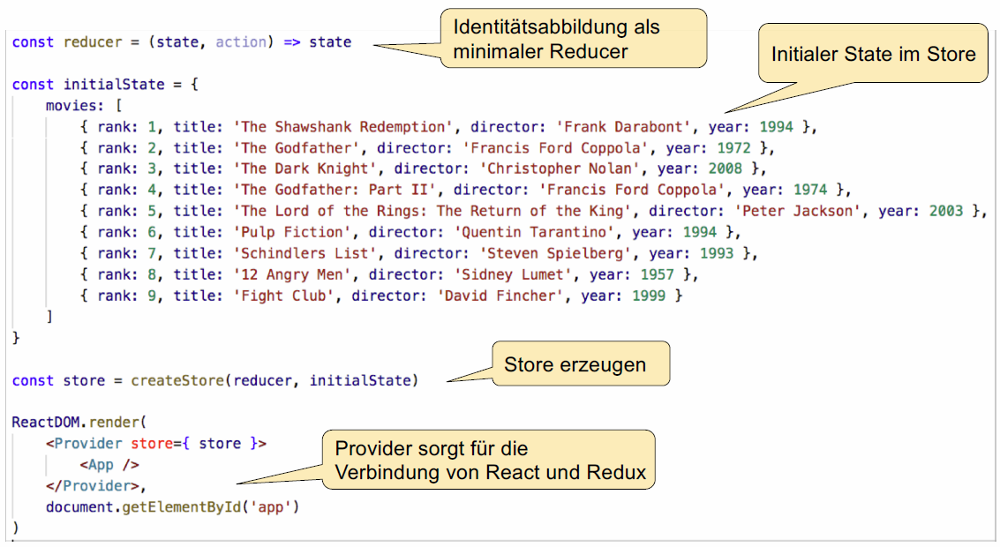 Identitätsabbildung als
minimaler Reducer
Initialer State im Store
const reducer = (state, action) => state
const initialState = {
movies: [
{ rank: 1, title: 'The Shawshank Redemption', director: 'Frank Darabont', year: 1994 },
{ rank: 2, title: 'The Godfather', director: 'Francis Ford Coppola', year: 1972 },
{ rank: 3, title: 'The Dark Knight', director: 'Christopher Nolan', year: 2008 },
{ rank: 4, title: 'The Godfather: Part II', director: 'Francis Ford Coppola', year: 1974 },
{ rank: 5, title: 'The Lord of the Rings: The Return of the King', director: 'Peter Jackson', year: 2003 },
{ rank: 6, title: 'Pulp Fiction', director: 'Quentin Tarantino', year: 1994 },
{ rank: 7, title: 'Schindlers List', director: 'Steven Spielberg', year: 1993 },
{ rank: 8, title: '12 Angry Men', director: 'Sidney Lumet', year: 1957 },
{ rank: 9, title: 'Fight Club', director: 'David Fincher', year: 1999 }
]
}
Store erzeugen
const store = createStore(reducer, initialState)
ReactDOM.render(
<Provider store={ store }>
<App />
</Provider>,
document.getElementById('app')
)
Provider sorgt für die
Verbindung von React und Redux